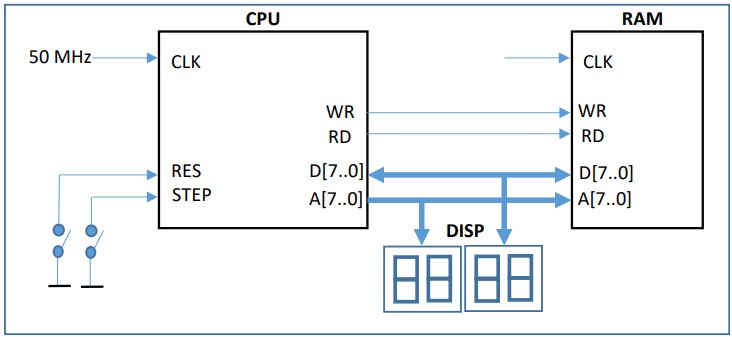 CPU
RAM
50 MHz
CLK
CLK
WR
WR
RD
RD
RES
D[7..0]
D[7..0]
STEP
A[7..0]
A[7..0]
DISP